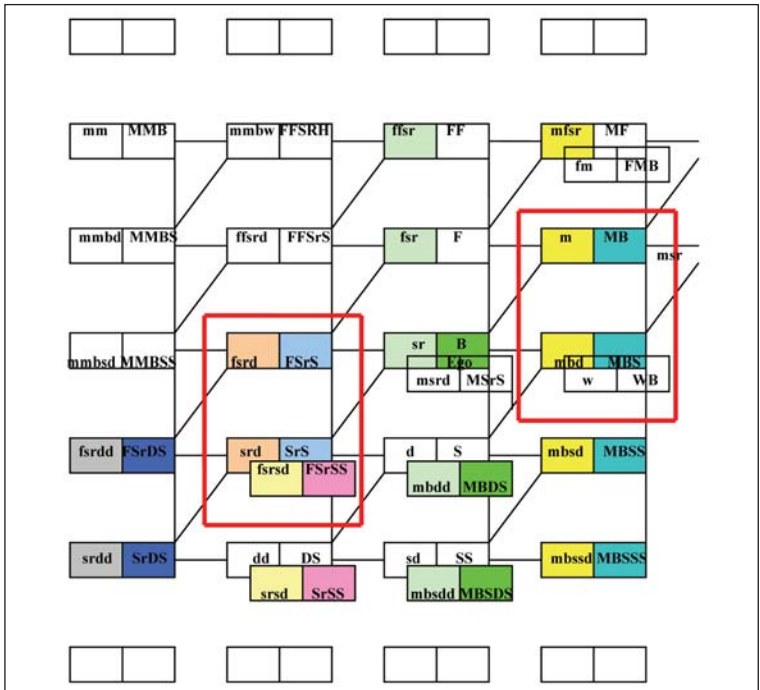 mm MMB mmbw FFSRH ffsr FF mfsr MF
fm FMB
mmbd MMBS ffsrd FFSrS fsr F m MB
msr
mmbsd MMBSS fsrd FSrS sr B mbd MBS
Ego
msrd MSrS w WB
fsrdd FSrDS srd SrS d S mbsd MBSS
fsrsd FSrSS mbdd MBDS
srdd SrDS dd DS sd SS mbssd MBSSS
srsd SrSS mbsdd MBSDS